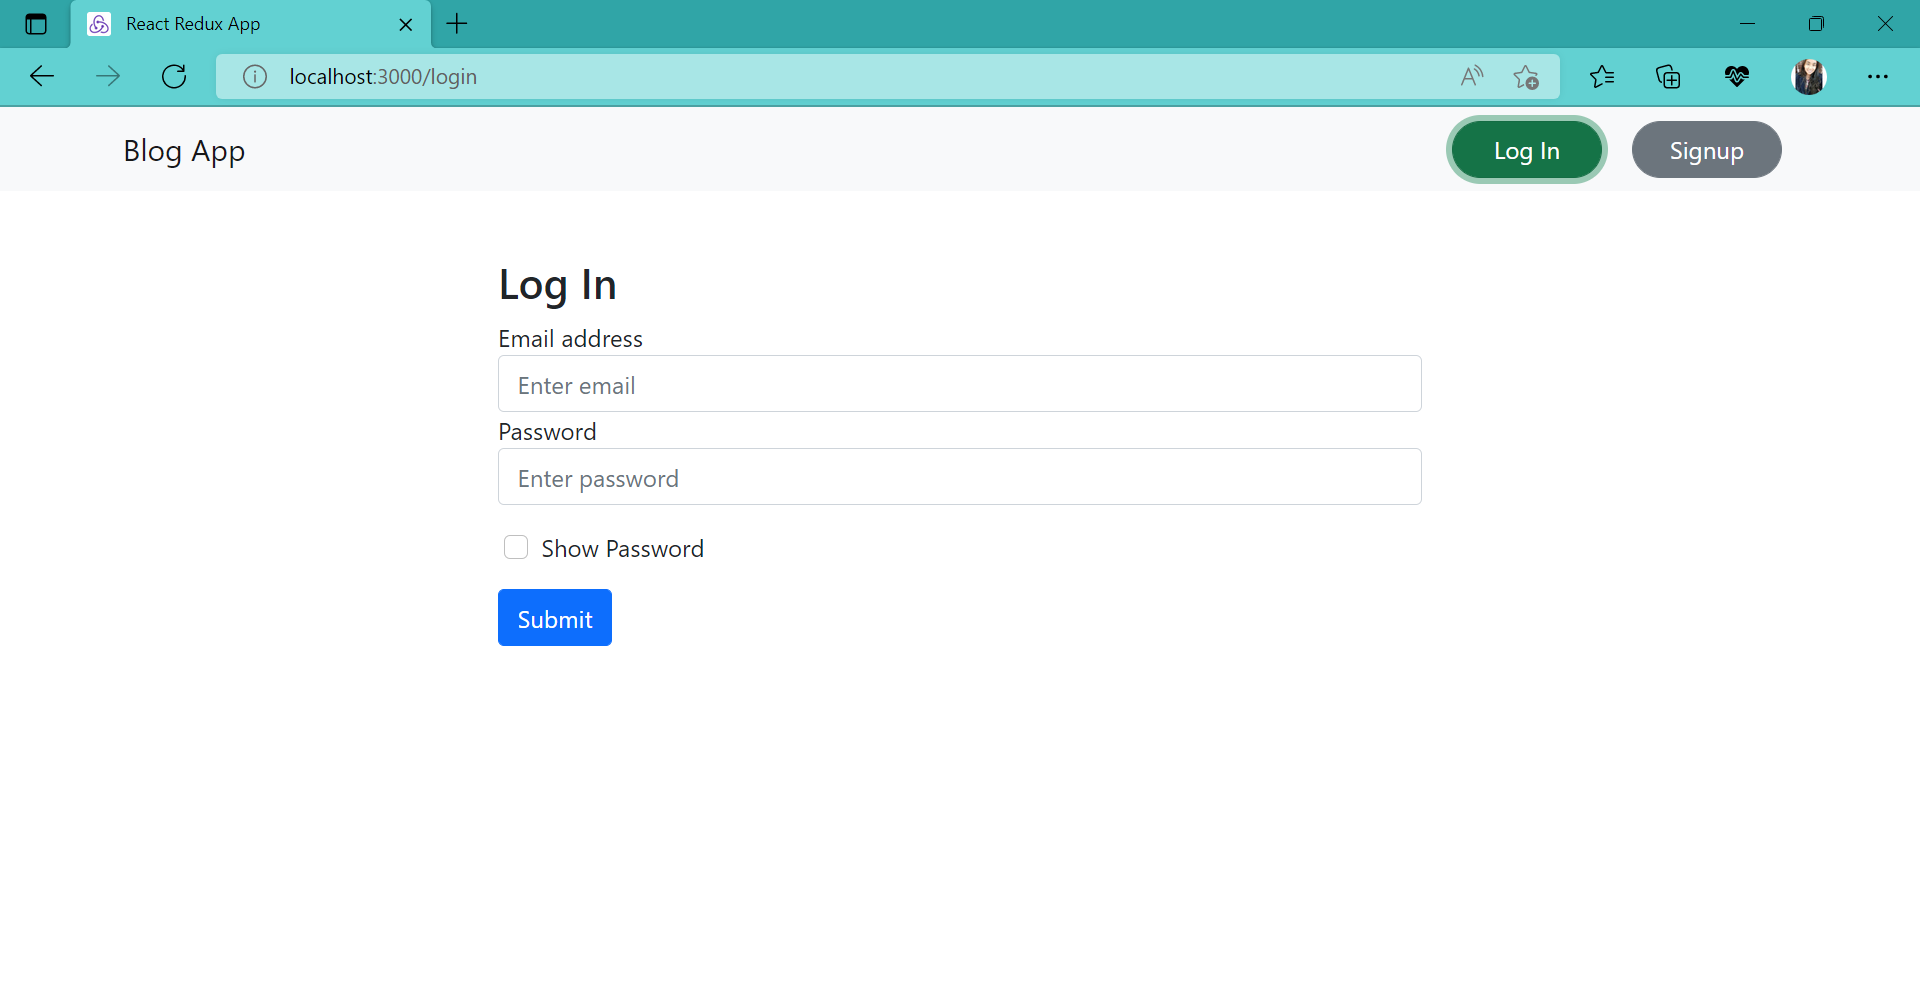 React Redux App
localhost:3000/login
Blog App
Log In
Signup
Log In
Email address
Enter email
Password
Enter password
Show Password
Submit